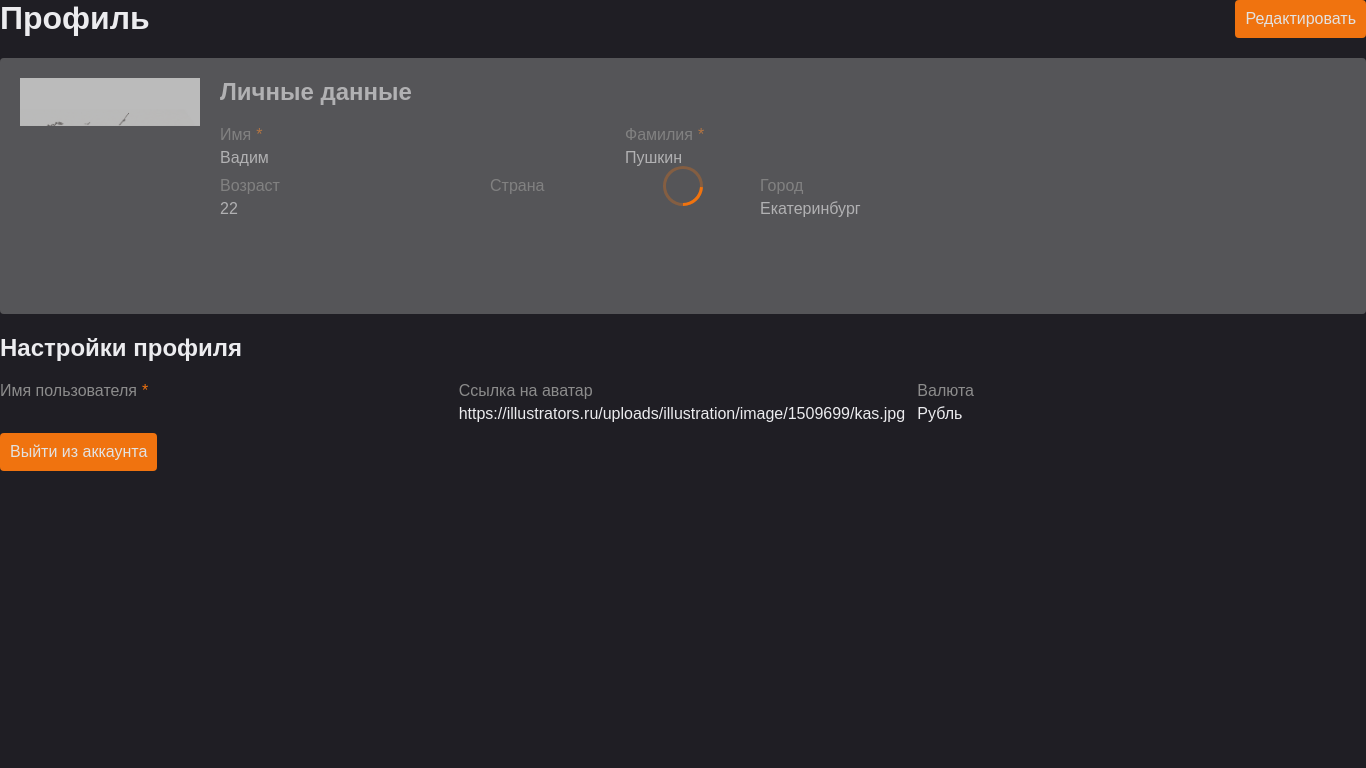 Профиль
Редактировать
Личные данные
Имя *
Фамилия *
Вадим
Пушкин
Возраст
Страна
Город
22
Екатеринбург
Настройки профиля
Имя пользователя *
Ссылка на аватар
Валюта
https://illustrators.ru/uploads/illustration/image/1509699/kas.jpg
Рубль
Выйти из аккаунта